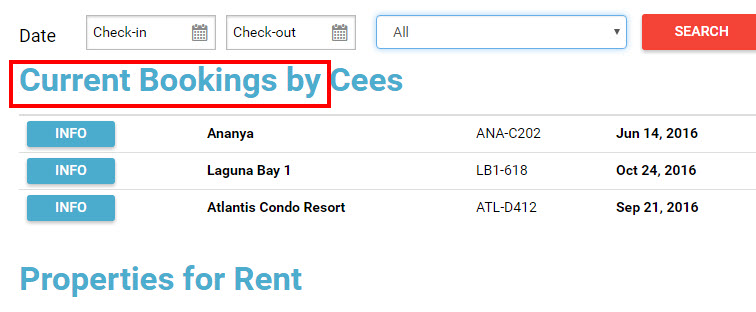 Date Check-in Check-out All SEARCH
Current Bookings by Cees
INFO Ananya ANA-C202 Jun 14, 2016
INFO Laguna Bay 1 LB1-618 Oct 24, 2016
INFO Atlantis Condo Resort ATL-D412 Sep 21, 2016
Properties for Rent